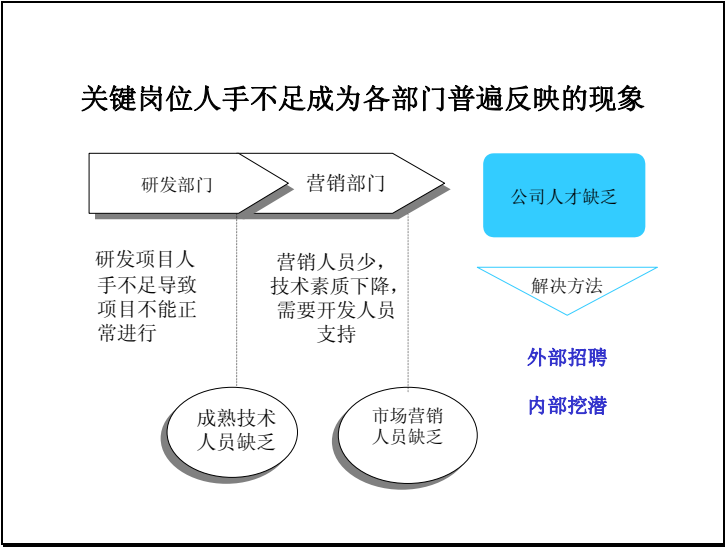 关键岗位人手不足成为各部门普遍反映的现象
研发部门
营销部门
公司人才缺乏
研发项目人
手不足导致
项目不能正
常进行
营销人员少，
技术素质下降，
需要开发人员
支持
解决方法
外部招聘
内部挖潜
成熟技术
人员缺乏
市场营销
人员缺乏